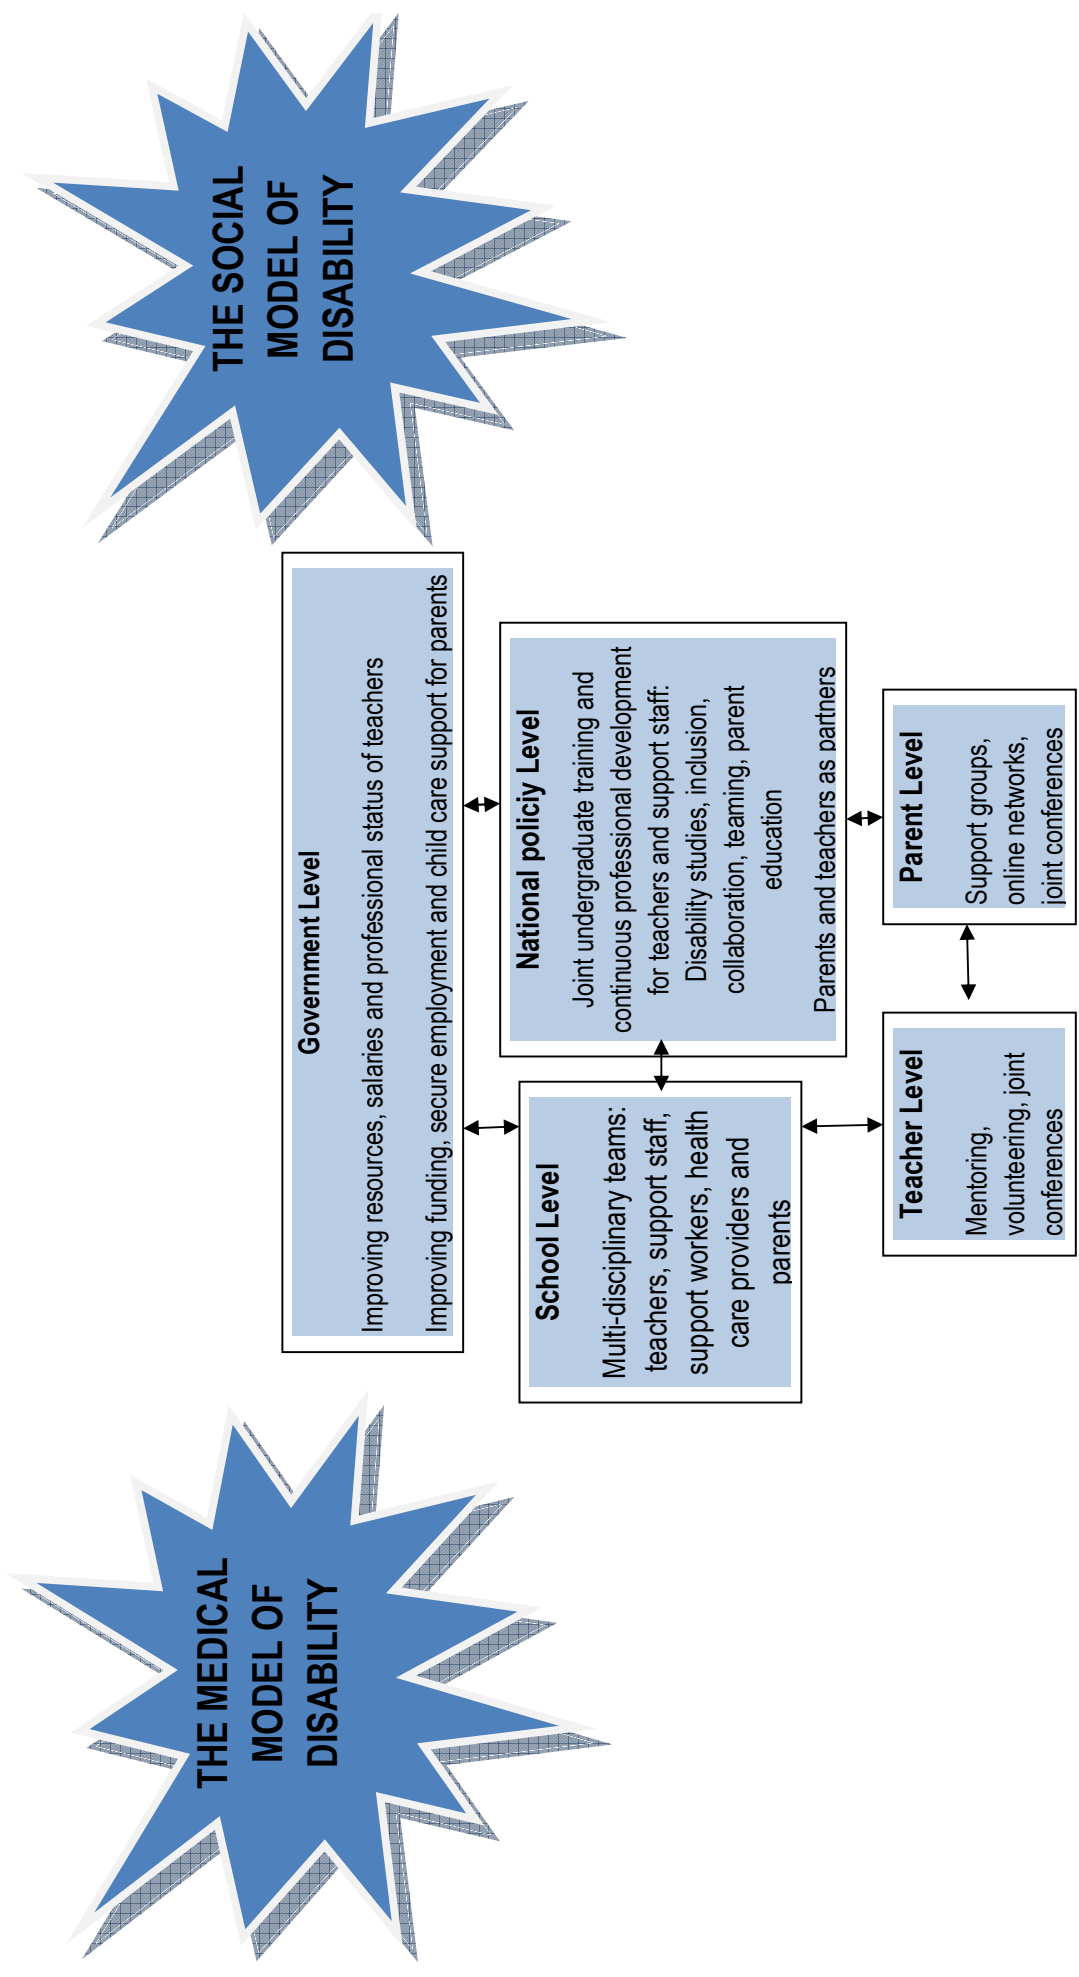 THE MEDICAL
MODEL OF
DISABILITY
THE SOCIAL
MODEL OF
DISABILITY
Government Level
Improving resources, salaries and professional status of teachers
Improving funding, secure employment and child care support for parents
School Level
Multi-disciplinary teams:
teachers, support staff,
support workers, health
care providers and
parents
National policiy Level
Joint undergraduate training and
continuous professional development
for teachers and support staff:
Disability studies, inclusion,
collaboration, teaming, parent
education
Parents and teachers as partners
Teacher Level
Mentoring,
volunteering, joint
conferences
Parent Level
Support groups,
online networks,
joint conferences